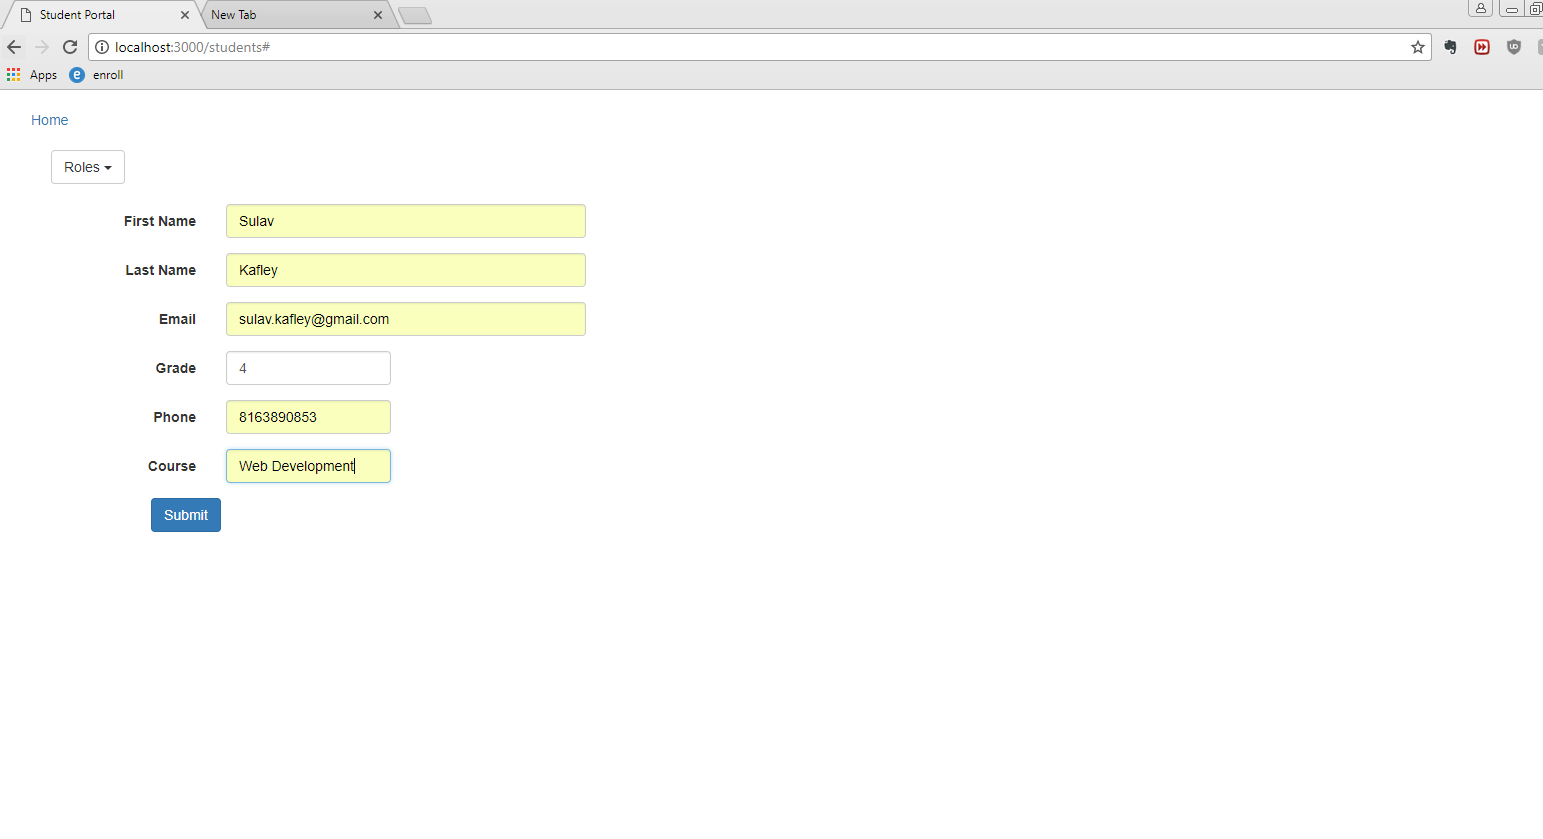 Student Portal
New Tab
localhost:3000/students#
Apps
enroll
Home
Roles
First Name Sulav
Last Name Kafley
Email sulav.kafley@gmail.com
Grade 4
Phone 8163890853
Course Web Development
Submit